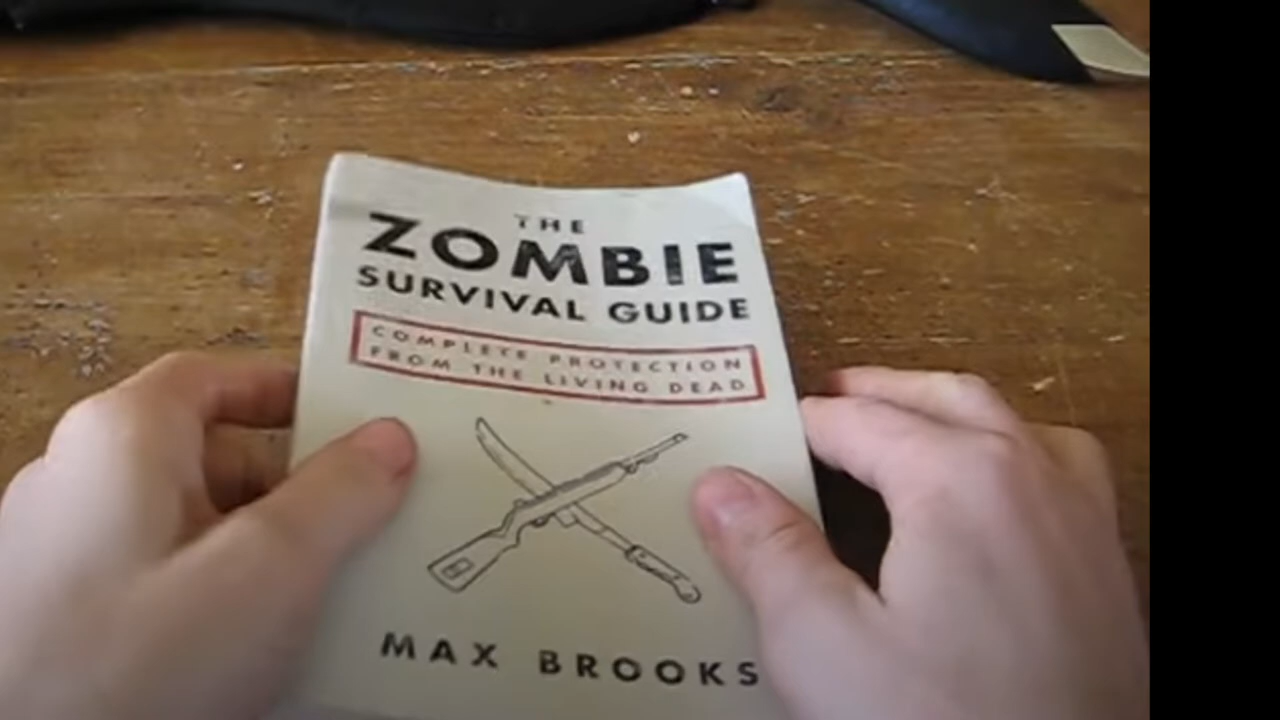 THE
ZOMBIE
SURVIVAL GUIDE
COMPLETE PROTECTION
FROM THE LIVING DEAD
MAX BROOKS